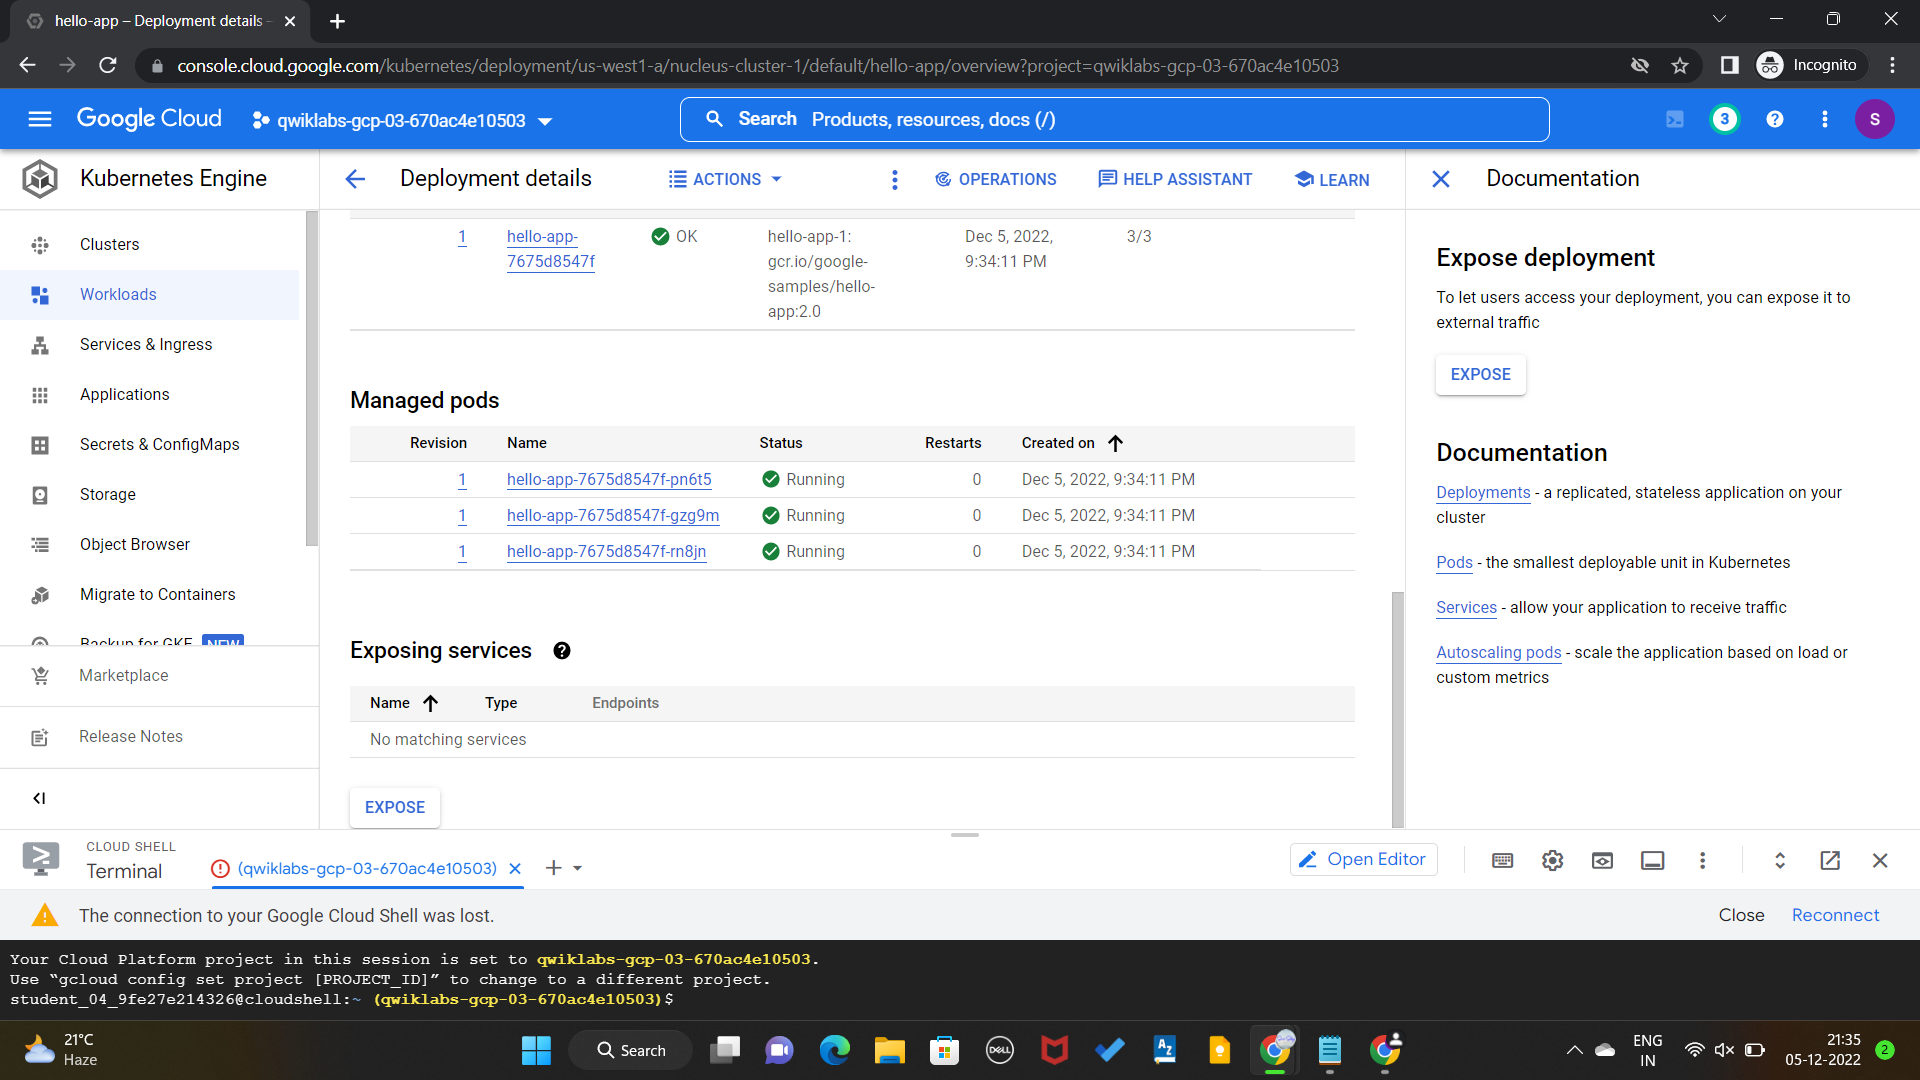 hello-app – Deployment details –
console.cloud.google.com/kubernetes/deployment/us-west1-a/nucleus-cluster-1/default/hello-app/overview?project=qwiklabs-gcp-03-670ac4e10503
Incognito
Google Cloud
qwiklabs-gcp-03-670ac4e10503
Search Products, resources, docs (/)
3
S
Kubernetes Engine
Clusters
Workloads
Services & Ingress
Applications
Secrets & ConfigMaps
Storage
Object Browser
Migrate to Containers
Backup for GKE NEW
Marketplace
Release Notes
Deployment details
ACTIONS
OPERATIONS
HELP ASSISTANT
LEARN
1 hello-app- OK hello-app-1: Dec 5, 2022, 3/3
7675d8547f gcr.io/google- 9:34:11 PM
samples/hello-
app:2.0
Managed pods
Revision Name Status Restarts Created on
1 hello-app-7675d8547f-pn6t5 Running 0 Dec 5, 2022, 9:34:11 PM
1 hello-app-7675d8547f-gzg9m Running 0 Dec 5, 2022, 9:34:11 PM
1 hello-app-7675d8547f-rn8jn Running 0 Dec 5, 2022, 9:34:11 PM
Exposing services
Name Type Endpoints
No matching services
EXPOSE
Documentation
Expose deployment
To let users access your deployment, you can expose it to
external traffic
EXPOSE
Documentation
Deployments - a replicated, stateless application on your
cluster
Pods - the smallest deployable unit in Kubernetes
Services - allow your application to receive traffic
Autoscaling pods - scale the application based on load or
custom metrics
CLOUD SHELL
Terminal
(qwiklabs-gcp-03-670ac4e10503)
Open Editor
The connection to your Google Cloud Shell was lost.
Close
Reconnect
Your Cloud Platform project in this session is set to qwiklabs-gcp-03-670ac4e10503.
Use “gcloud config set project [PROJECT_ID]” to change to a different project.
student_04_9fe27e214326@cloudshell:~ (qwiklabs-gcp-03-670ac4e10503)$
21°C
Haze
Search
DELL
A Z
ENG
IN
21:35
05-12-2022
2